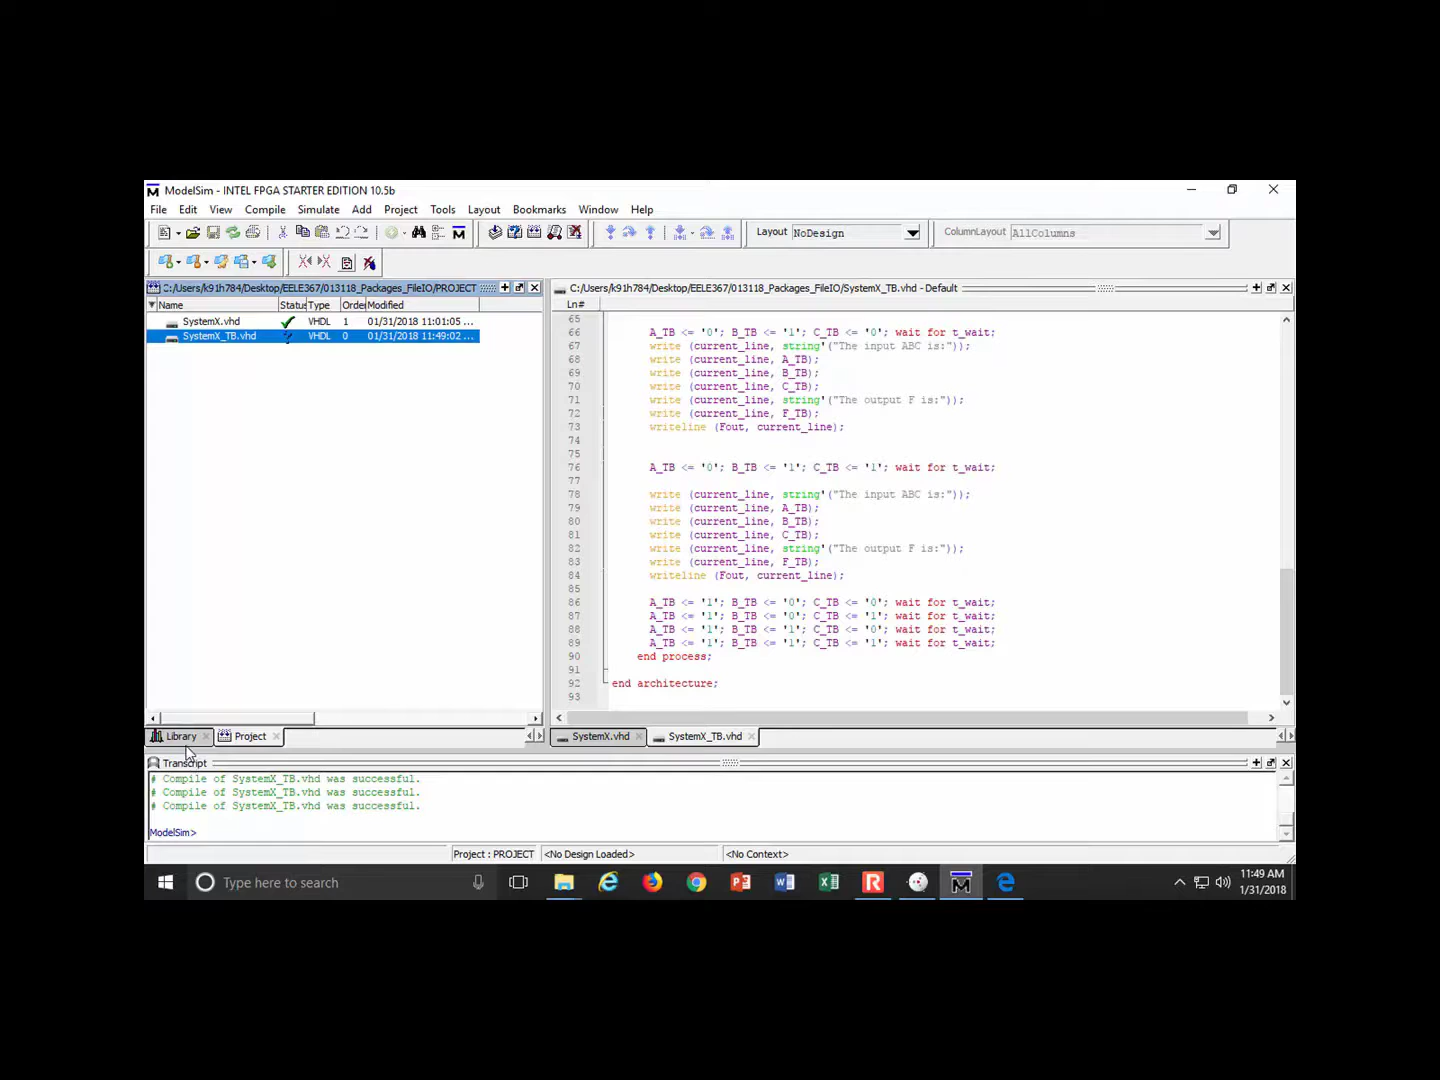 ModelSim - INTEL FPGA STARTER EDITION 10.5b
File Edit View Compile Simulate Add Project Tools Layout Bookmarks Window Help
Layout NoDesign ColumnLayout AllColumns
C:/Users/k91h784/Desktop/EELE367/013118_Packages_FileIO/PROJECT
Name Status Type Order Modified
SystemX.vhd VHDL 1 01/31/2018 11:01:05 ...
SystemX_TB.vhd VHDL 0 01/31/2018 11:49:02 ...
C:/Users/k91h784/Desktop/EELE367/013118_Packages_FileIO/SystemX_TB.vhd - Default
Ln#
65
66 A_TB <= '0'; B_TB <= '1'; C_TB <= '0'; wait for t_wait;
67 write (current_line, string'("The input ABC is:"));
68 write (current_line, A_TB);
69 write (current_line, B_TB);
70 write (current_line, C_TB);
71 write (current_line, string'("The output F is:"));
72 write (current_line, F_TB);
73 writeline (Fout, current_line);
74
75
76 A_TB <= '0'; B_TB <= '1'; C_TB <= '1'; wait for t_wait;
77
78 write (current_line, string'("The input ABC is:"));
79 write (current_line, A_TB);
80 write (current_line, B_TB);
81 write (current_line, C_TB);
82 write (current_line, string'("The output F is:"));
83 write (current_line, F_TB);
84 writeline (Fout, current_line);
85
86 A_TB <= '1'; B_TB <= '0'; C_TB <= '0'; wait for t_wait;
87 A_TB <= '1'; B_TB <= '0'; C_TB <= '1'; wait for t_wait;
88 A_TB <= '1'; B_TB <= '1'; C_TB <= '0'; wait for t_wait;
89 A_TB <= '1'; B_TB <= '1'; C_TB <= '1'; wait for t_wait;
90 end process;
91
92 end architecture;
93
Library Project
SystemX.vhd SystemX_TB.vhd
Transcript
# Compile of SystemX_TB.vhd was successful.
# Compile of SystemX_TB.vhd was successful.
# Compile of SystemX_TB.vhd was successful.
ModelSim>
Project : PROJECT <No Design Loaded> <No Context>
Type here to search
11:49 AM
1/31/2018